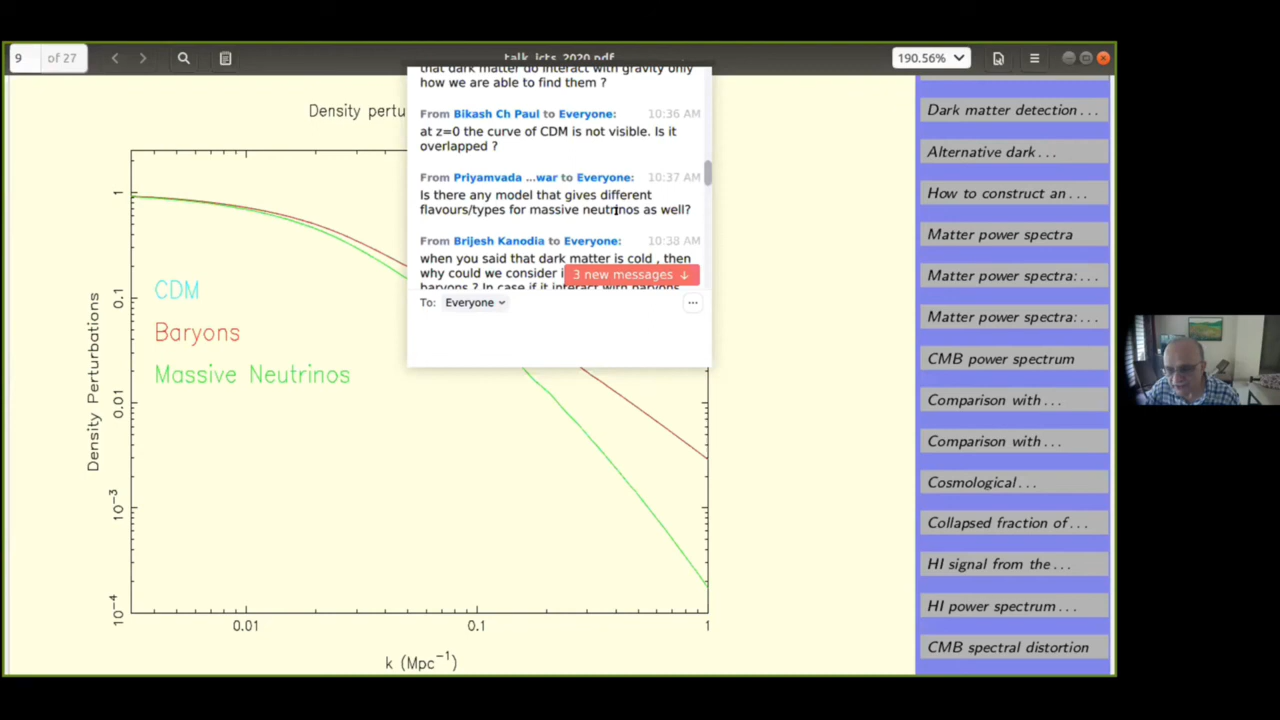 9 of 27
talk_icts_2020.pdf
190.56%
Density pertu
1
0.1
0.01
10⁻³
10⁻⁴
Density Perturbations
CDM
Baryons
Massive Neutrinos
0.01
0.1
1
k (Mpc⁻¹)
that dark matter do interact with gravity only
how we are able to find them ?
From Bikash Ch Paul to Everyone: 10:36 AM
at z=0 the curve of CDM is not visible. Is it
overlapped ?
From Priyamvada ...war to Everyone: 10:37 AM
Is there any model that gives different
flavours/types for massive neutrinos as well?
From Brijesh Kanodia to Everyone: 10:38 AM
when you said that dark matter is cold , then
why could we consider i
baryons ? In case if it interact with baryons
3 new messages ↓
To: Everyone
...
Dark matter detection . . .
Alternative dark . . .
How to construct an . . .
Matter power spectra
Matter power spectra: . . .
Matter power spectra: . . .
CMB power spectrum
Comparison with . . .
Comparison with . . .
Cosmological . . .
Collapsed fraction of . . .
HI signal from the . . .
HI power spectrum . . .
CMB spectral distortion